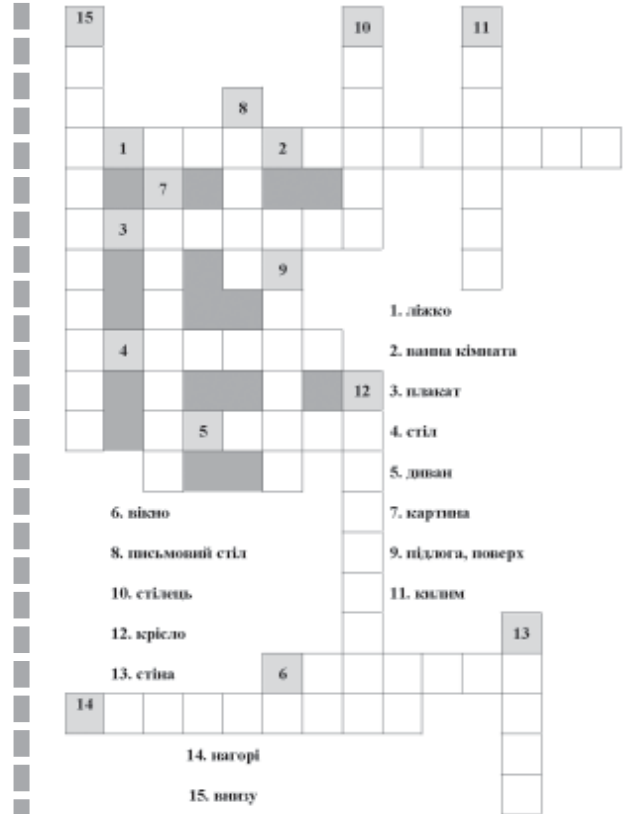 15 10 11
8
1 2
7
3
9
1. ліжко
4 2. ванна кімната
12 3. плакат
5 4. стіл
5. диван
6. вікно 7. картина
8. письмовий стіл 9. підлога, поверх
10. стілець 11. килим
12. крісло 13
13. стіна 6
14
14. нагорі
15. внизу